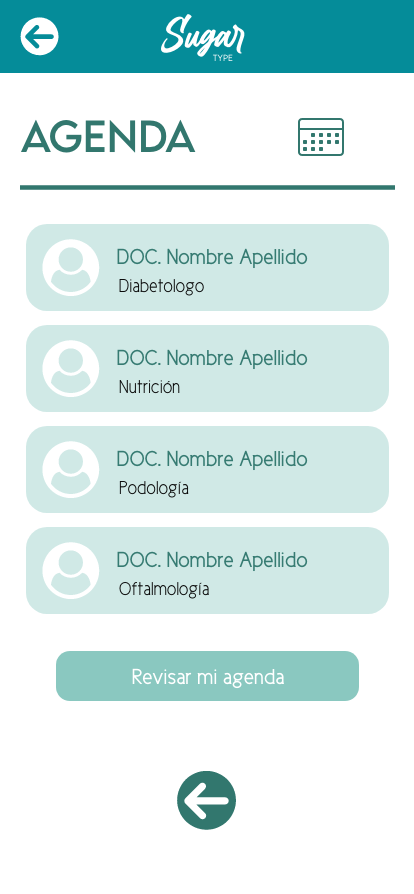 Sugar
TYPE
AGENDA
DOC. Nombre Apellido
Diabetologo
DOC. Nombre Apellido
Nutrición
DOC. Nombre Apellido
Podología
DOC. Nombre Apellido
Oftalmología
Revisar mi agenda